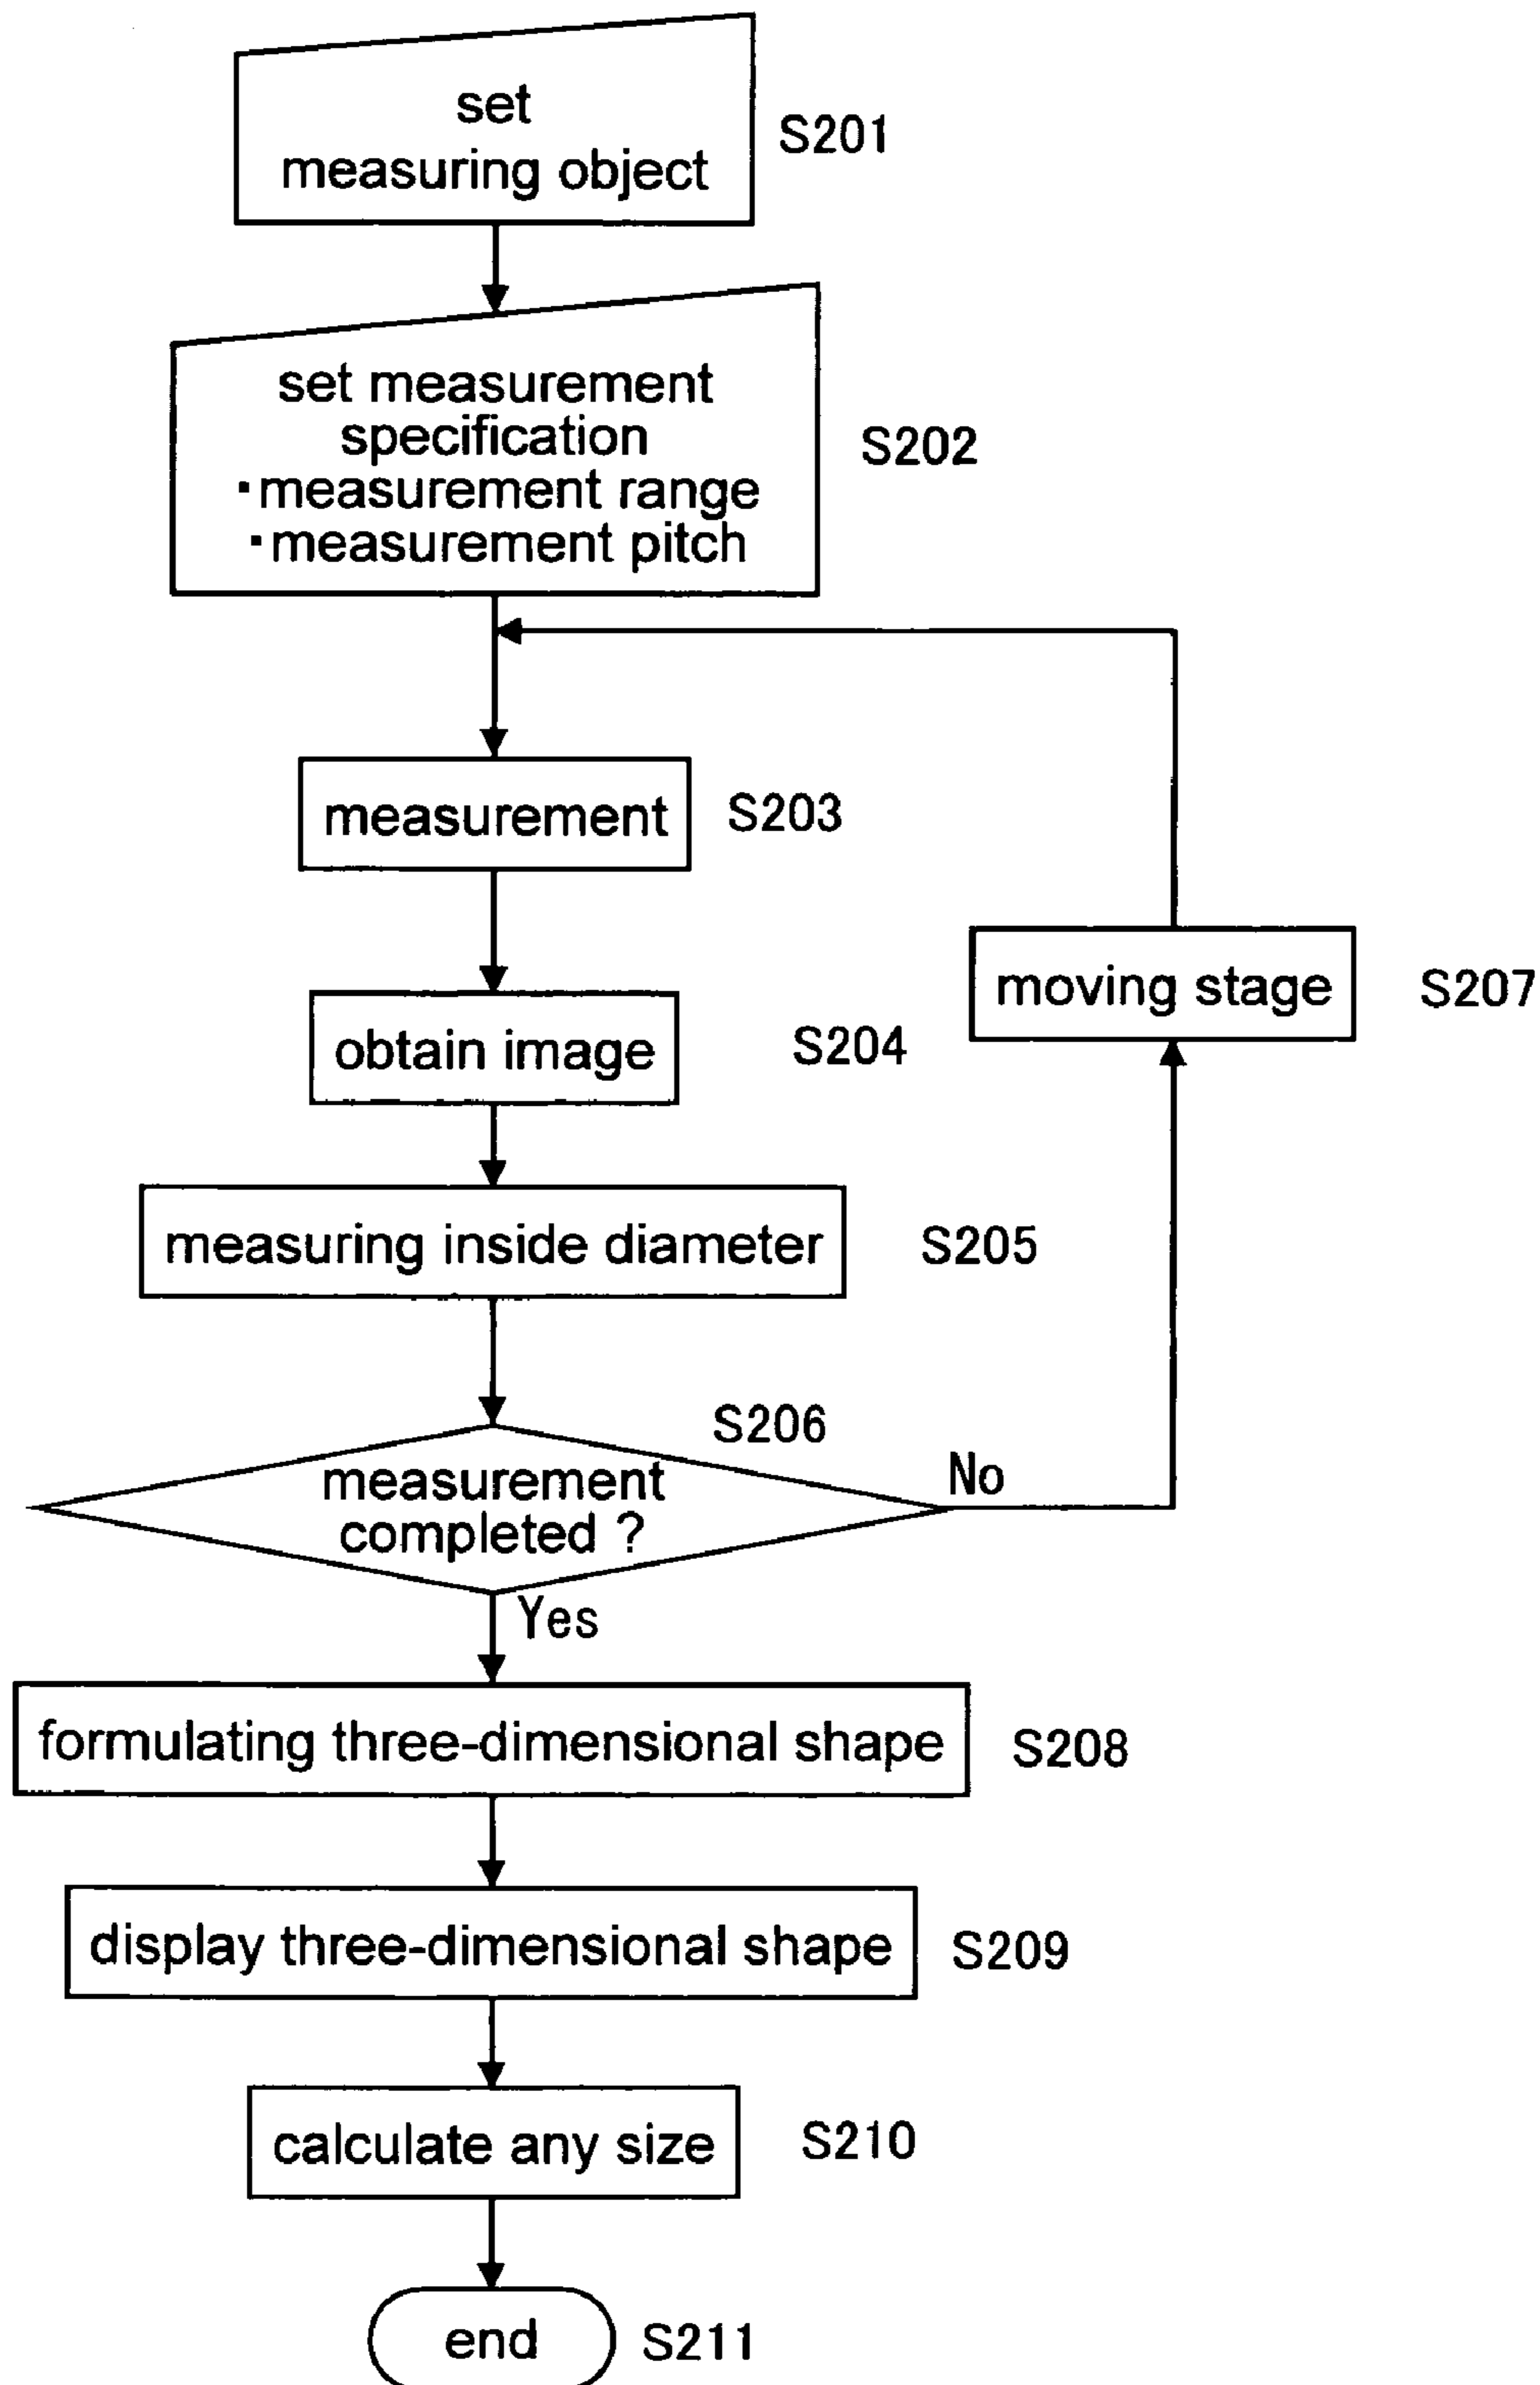 set
measuring object
S201
set measurement
specification
・measurement range
・measurement pitch
S202
measurement
S203
moving stage
S207
obtain image
S204
measuring inside diameter
S205
S206
measurement
completed ?
No
Yes
formulating three-dimensional shape
S208
display three-dimensional shape
S209
calculate any size
S210
end
S211